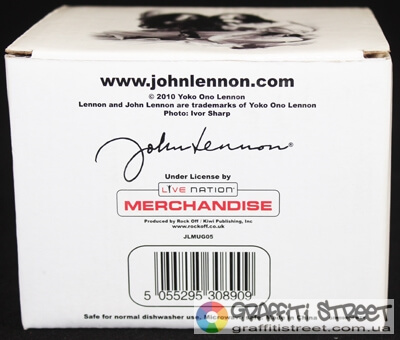 www.johnlennon.com
© 2010 Yoko Ono Lennon
Lennon and John Lennon are trademarks of Yoko Ono Lennon
Photo: Ivor Sharp
John Lennon®
Under License by
LIVE NATION®
MERCHANDISE
Produced by Rock Off / Kiwi Publishing, Inc
www.rockoff.co.uk
JLMUG05
5 055295 308909
GRAFFITI STREET
graffitistreet.com.ua
Safe for normal dishwasher use. Microwave China